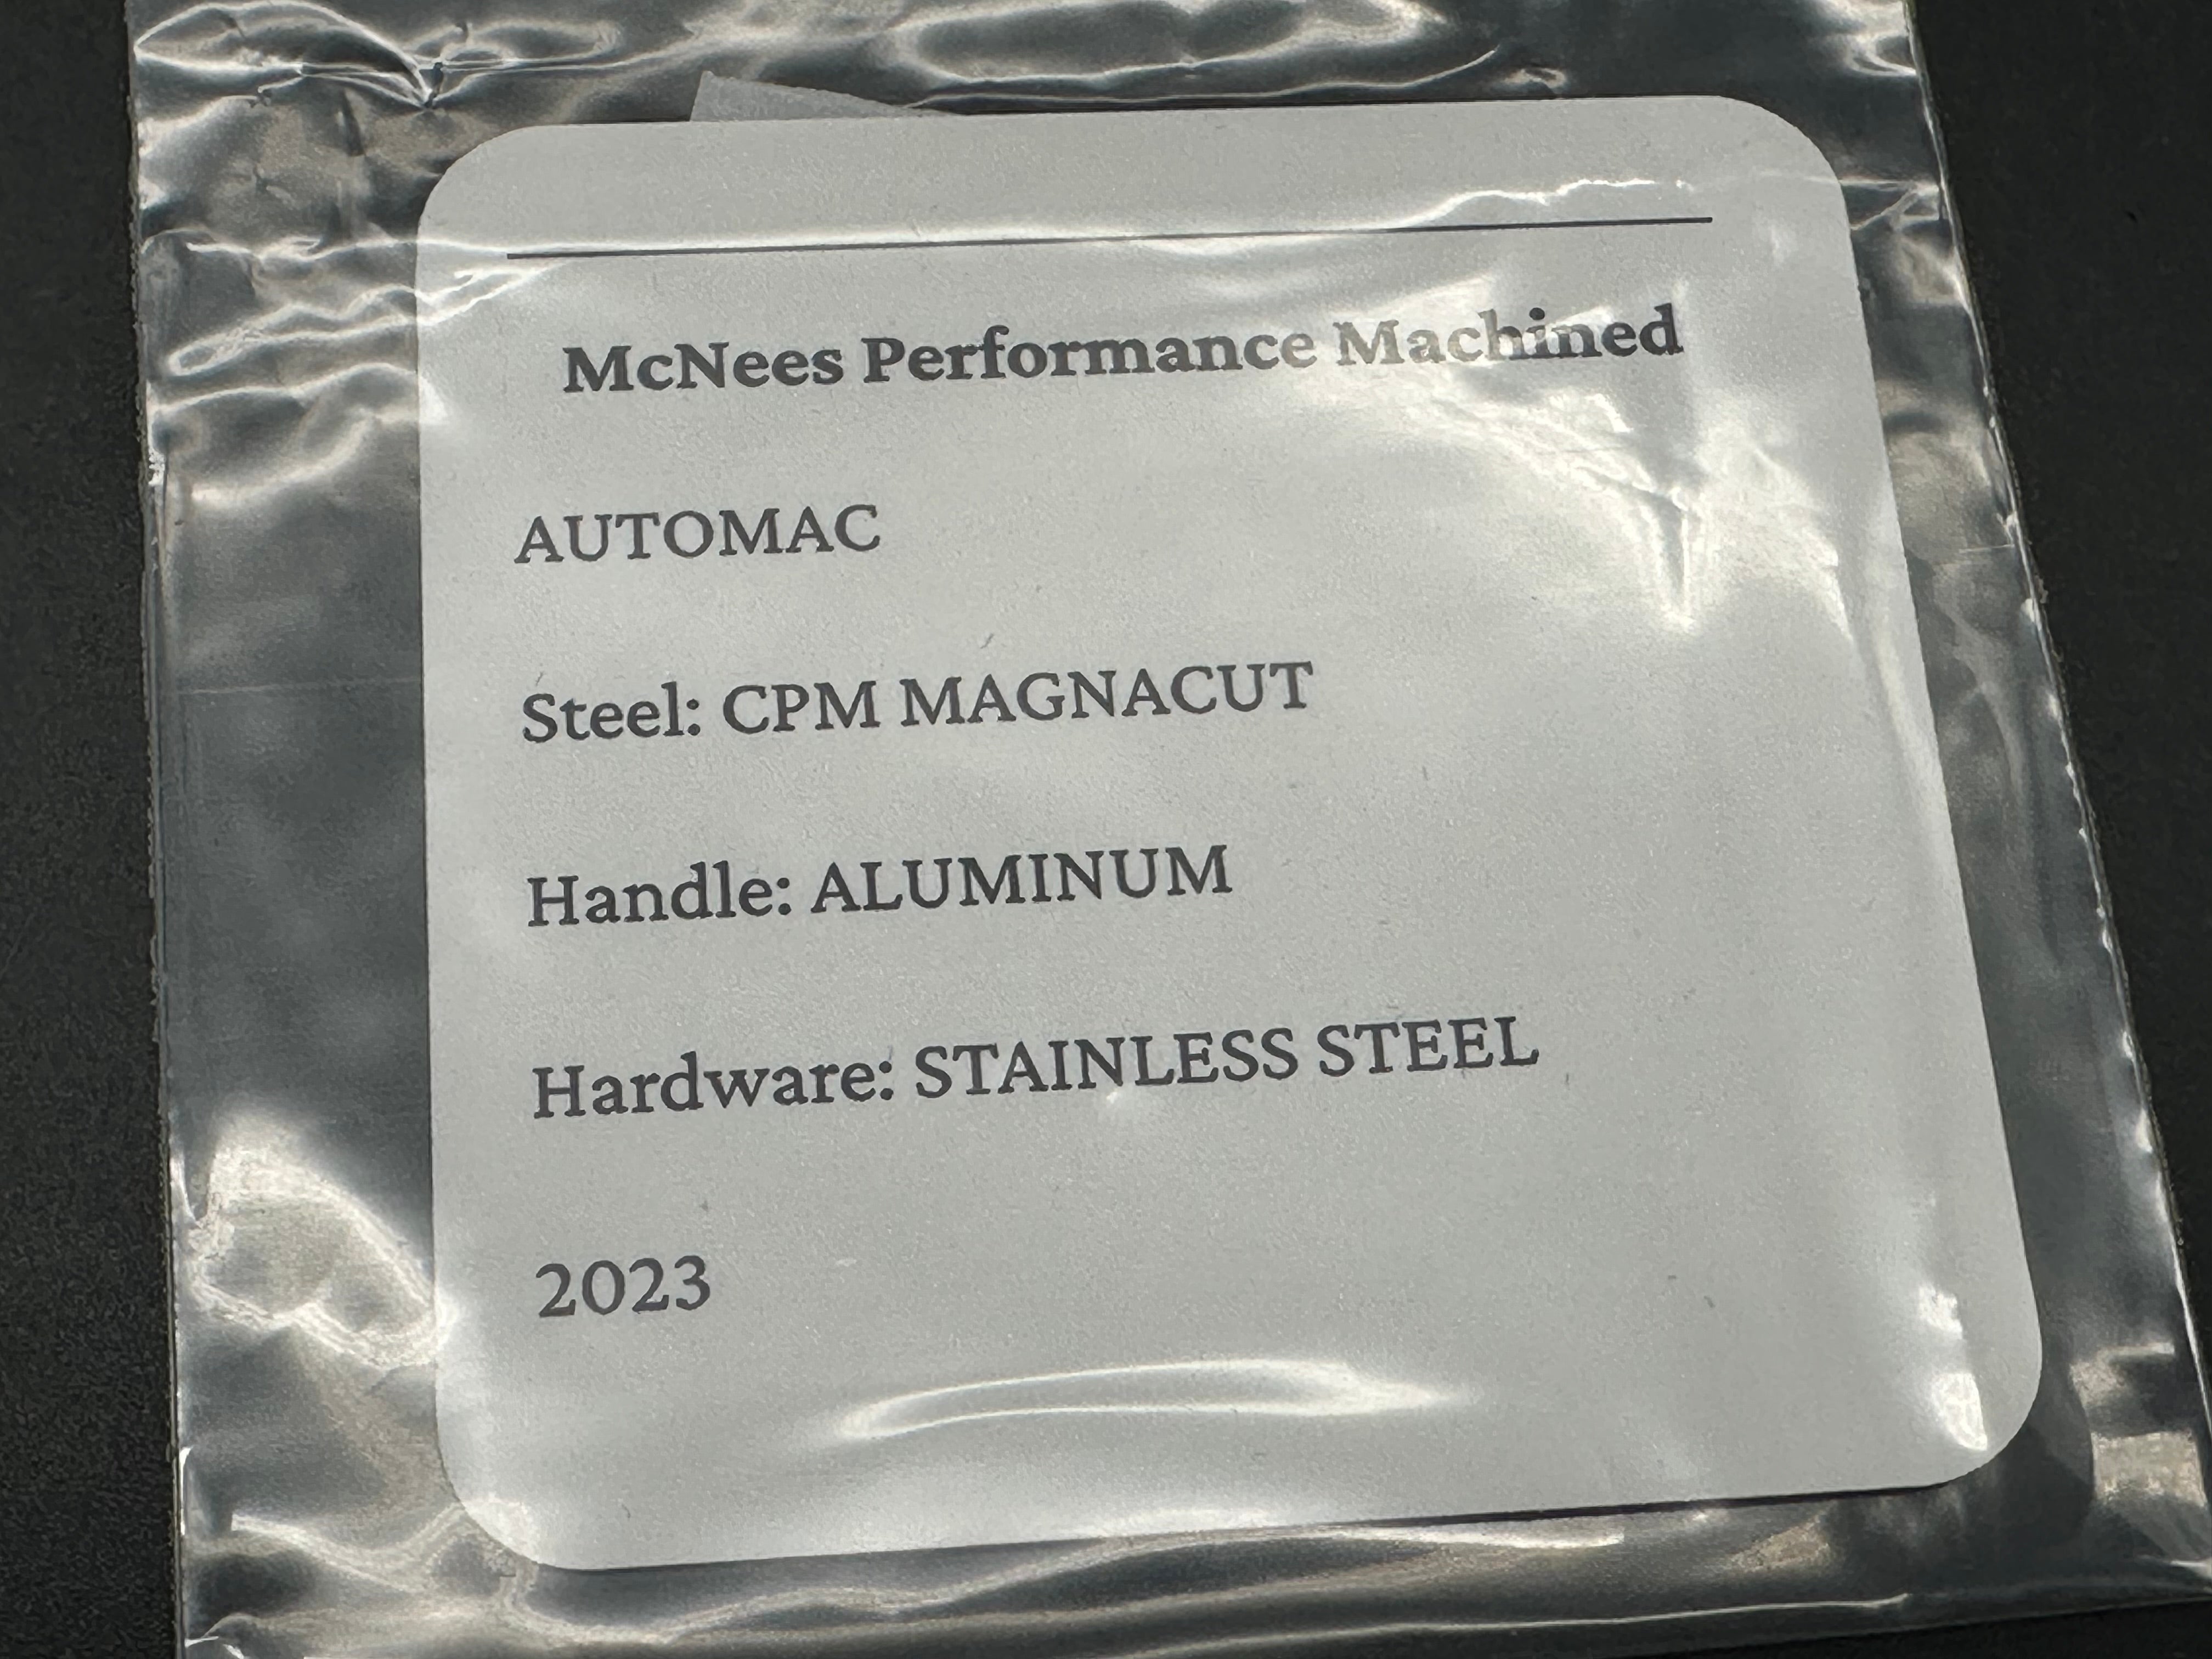 McNees Performance Machined
AUTOMAC
Steel: CPM MAGNACUT
Handle: ALUMINUM
Hardware: STAINLESS STEEL
2023